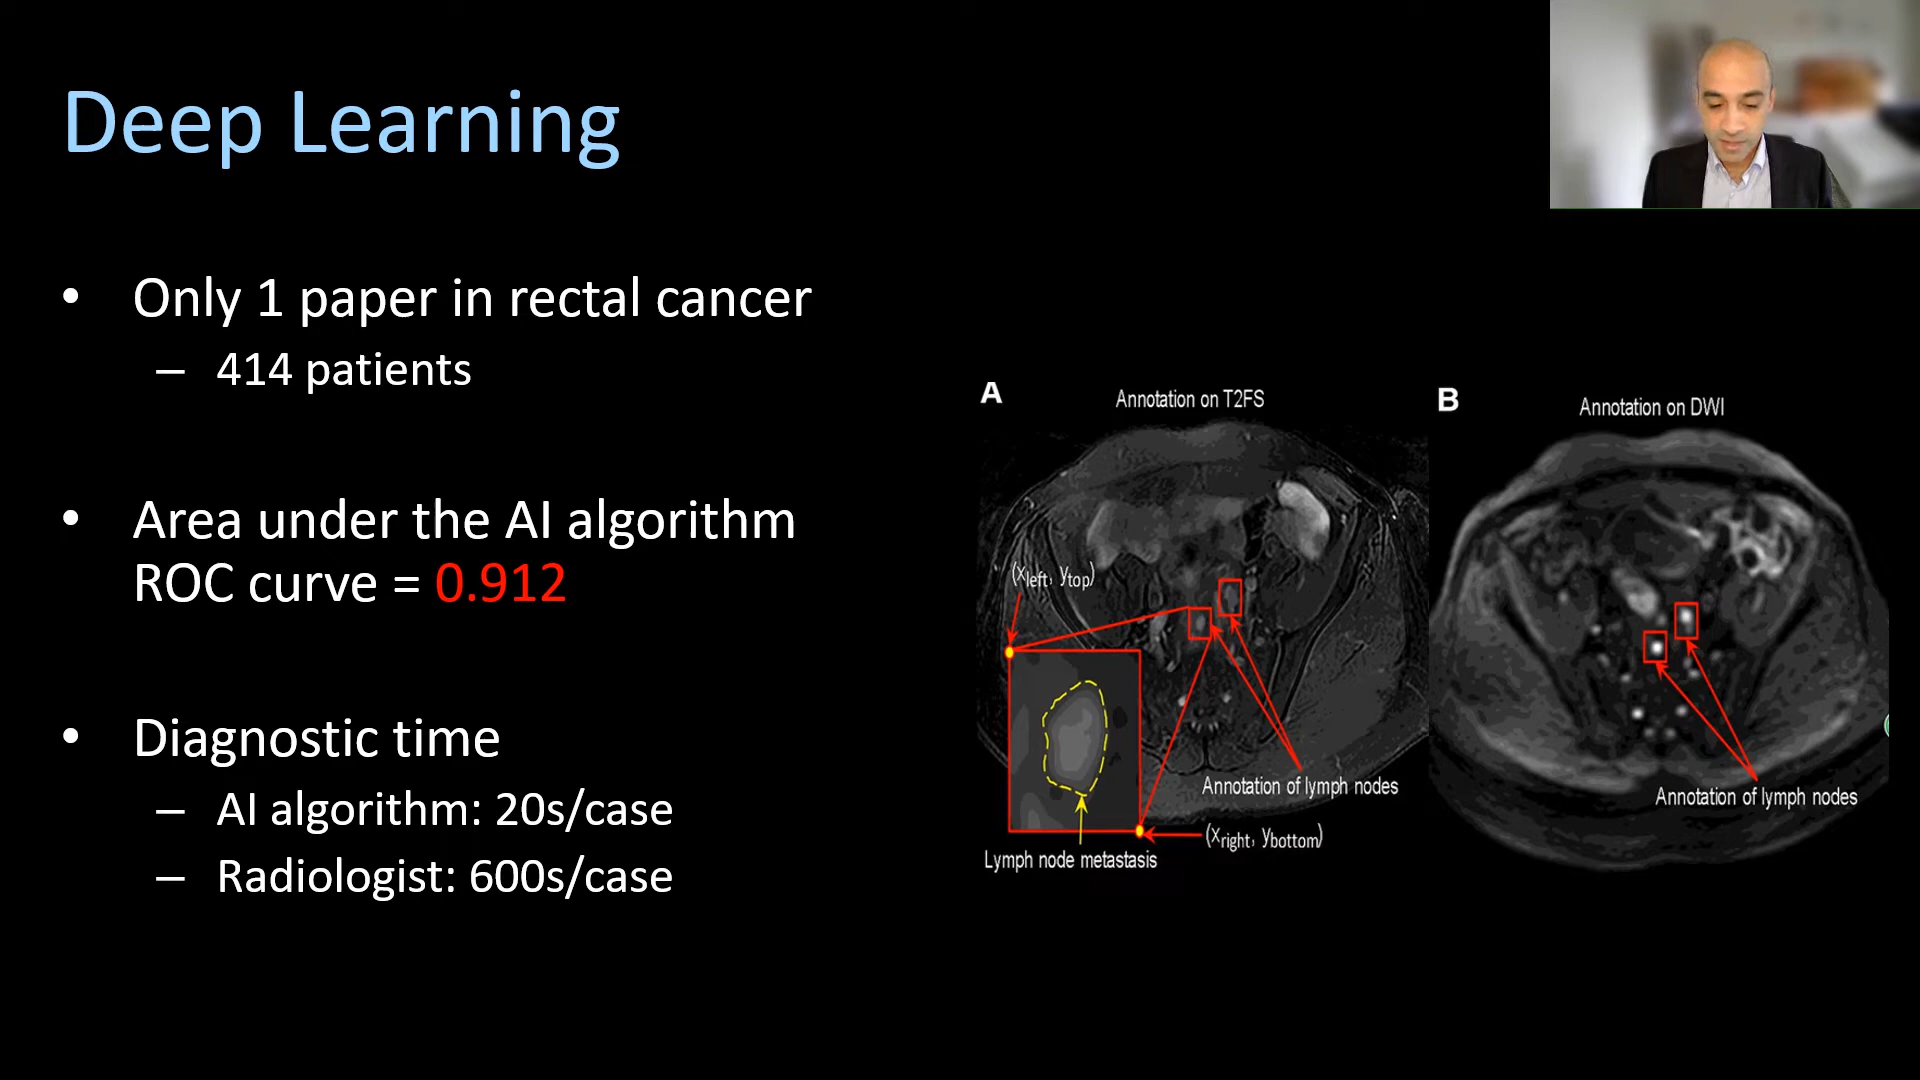 Deep Learning
• Only 1 paper in rectal cancer
– 414 patients
• Area under the AI algorithm
ROC curve = 0.912
• Diagnostic time
– AI algorithm: 20s/case
– Radiologist: 600s/case
A
Annotation on T2FS
(xleft, ytop)
Annotation of lymph nodes
(xright, ybottom)
Lymph node metastasis
B
Annotation on DWI
Annotation of lymph nodes